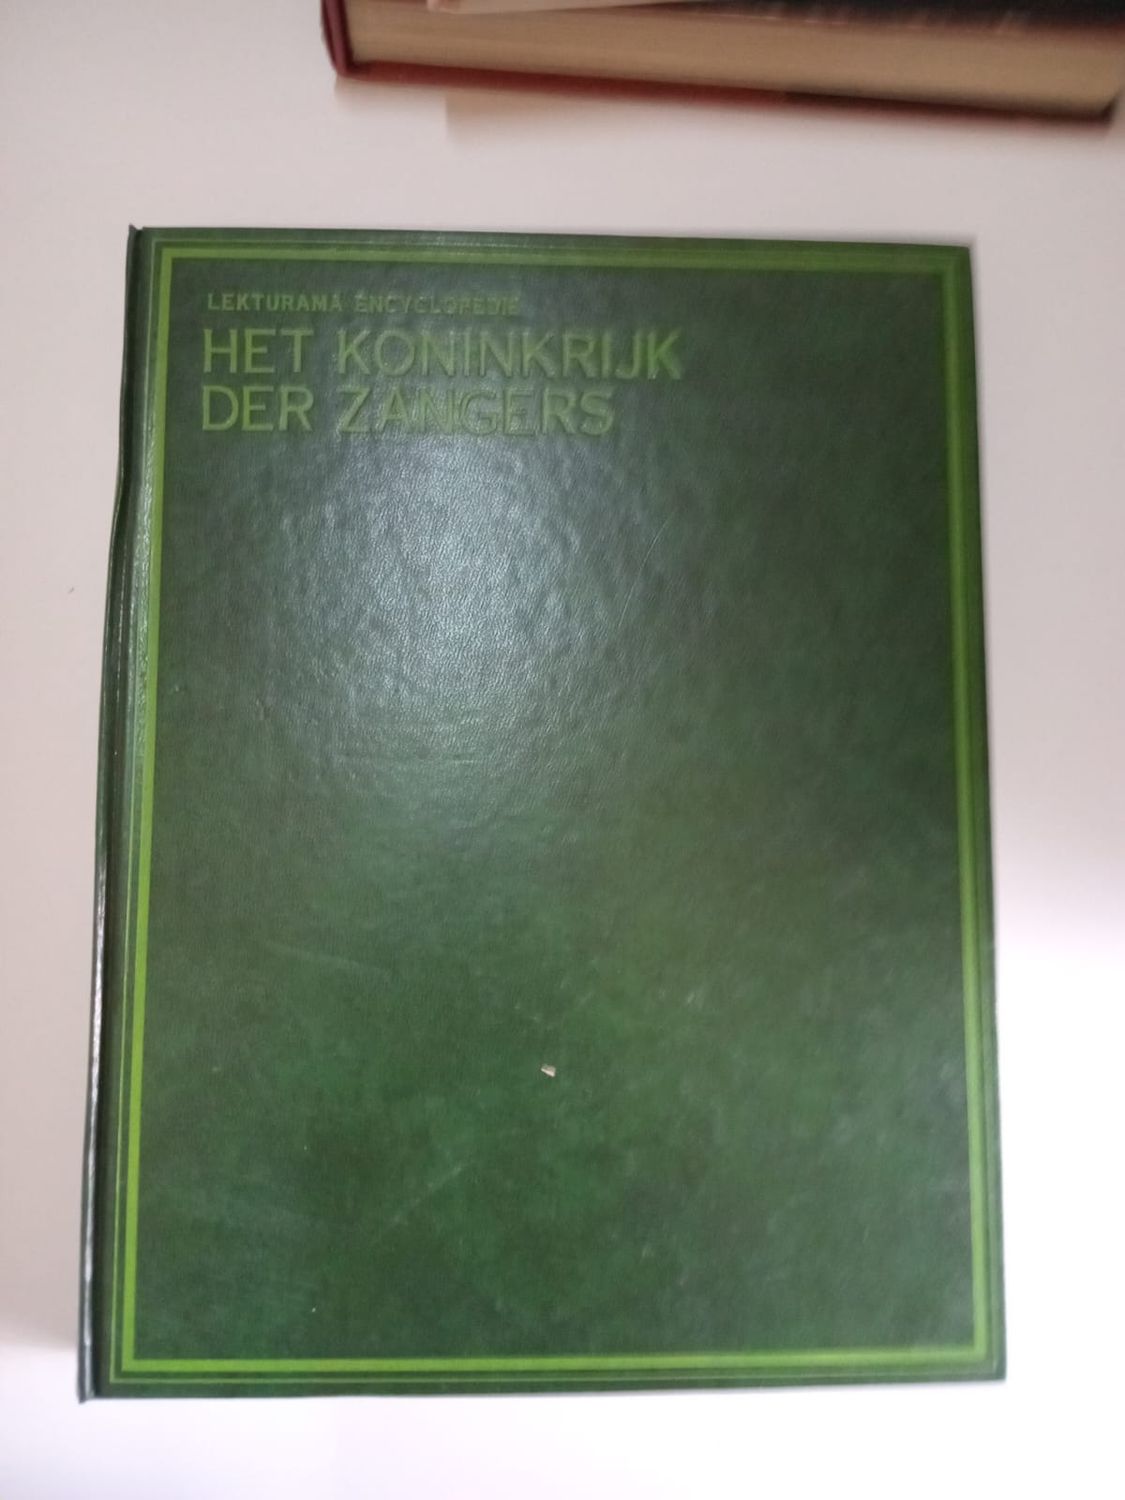 LEKTURAMA ENCYCLOPEDIE
HET KONINKRIJK
DER ZANGERS